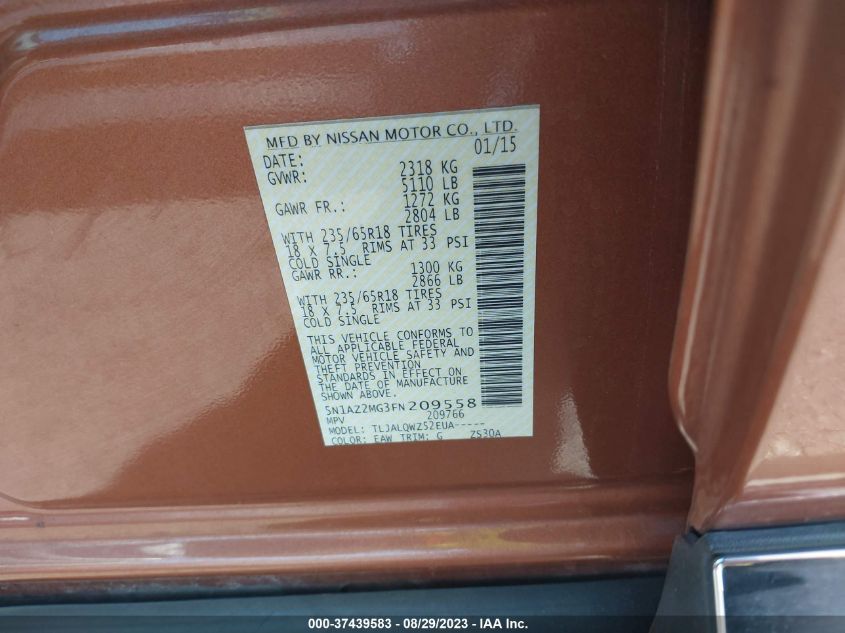 MFD BY NISSAN MOTOR CO., LTD.
DATE: 01/15
GVWR: 2318 KG
5110 LB
GAWR FR.: 1272 KG
2804 LB
WITH 235/65R18 TIRES
18 X 7.5 RIMS AT 33 PSI
COLD SINGLE
GAWR RR.: 1300 KG
2866 LB
WITH 235/65R18 TIRES
18 X 7.5 RIMS AT 33 PSI
COLD SINGLE
THIS VEHICLE CONFORMS TO
ALL APPLICABLE FEDERAL
MOTOR VEHICLE SAFETY AND
THEFT PREVENTION
STANDARDS IN EFFECT ON
THE DATE OF MANUFACTURE
SHOWN ABOVE.
5N1AZ2MG3FN209558
MPV 209766
MODEL: TLJALQWZ52EUA-----
COLOR: EAW TRIM: G Z530A
000-37439583 - 08/29/2023 - IAA Inc.